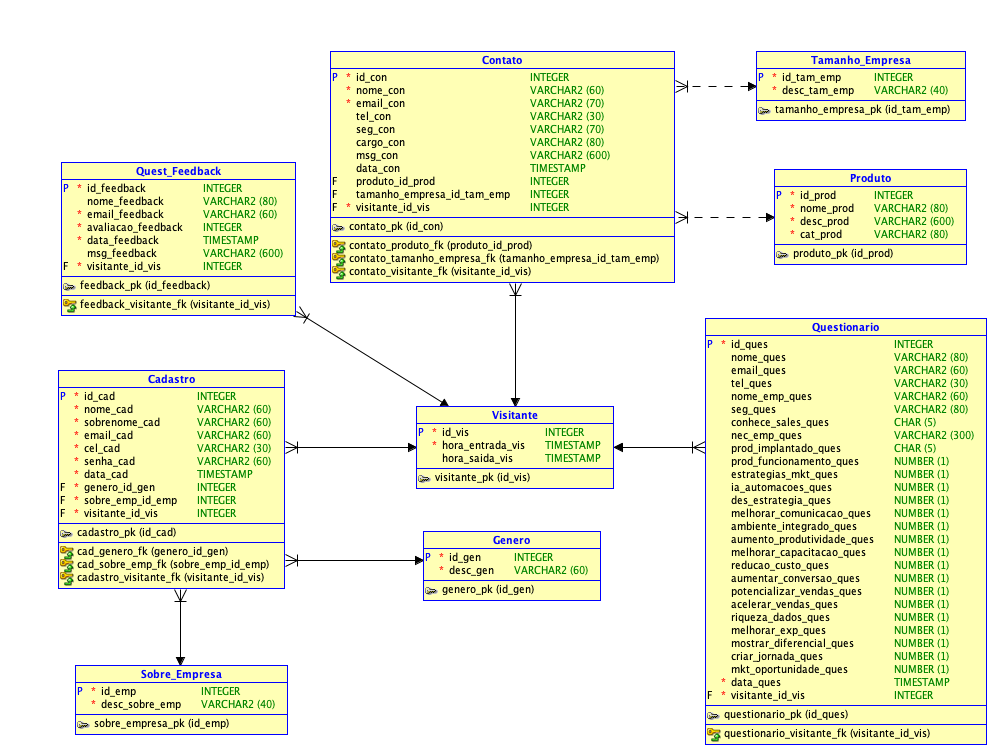 Contato
P * id_con INTEGER
* nome_con VARCHAR2 (60)
* email_con VARCHAR2 (70)
tel_con VARCHAR2 (30)
seg_con VARCHAR2 (70)
cargo_con VARCHAR2 (80)
msg_con VARCHAR2 (600)
data_con TIMESTAMP
F produto_id_prod INTEGER
F tamanho_empresa_id_tam_emp INTEGER
F * visitante_id_vis INTEGER
contato_pk (id_con)
contato_produto_fk (produto_id_prod)
contato_tamanho_empresa_fk (tamanho_empresa_id_tam_emp)
contato_visitante_fk (visitante_id_vis)
Tamanho_Empresa
P * id_tam_emp INTEGER
* desc_tam_emp VARCHAR2 (40)
tamanho_empresa_pk (id_tam_emp)
Quest_Feedback
P * id_feedback INTEGER
nome_feedback VARCHAR2 (80)
* email_feedback VARCHAR2 (60)
* avaliacao_feedback INTEGER
* data_feedback TIMESTAMP
msg_feedback VARCHAR2 (600)
F * visitante_id_vis INTEGER
feedback_pk (id_feedback)
feedback_visitante_fk (visitante_id_vis)
Produto
P * id_prod INTEGER
* nome_prod VARCHAR2 (80)
* desc_prod VARCHAR2 (600)
* cat_prod VARCHAR2 (80)
produto_pk (id_prod)
Cadastro
P * id_cad INTEGER
* nome_cad VARCHAR2 (60)
* sobrenome_cad VARCHAR2 (60)
* email_cad VARCHAR2 (60)
* cel_cad VARCHAR2 (30)
* senha_cad VARCHAR2 (60)
* data_cad TIMESTAMP
F * genero_id_gen INTEGER
F * sobre_emp_id_emp INTEGER
F * visitante_id_vis INTEGER
cadastro_pk (id_cad)
cad_genero_fk (genero_id_gen)
cad_sobre_emp_fk (sobre_emp_id_emp)
cadastro_visitante_fk (visitante_id_vis)
Visitante
P * id_vis INTEGER
* hora_entrada_vis TIMESTAMP
hora_saida_vis TIMESTAMP
visitante_pk (id_vis)
Questionario
P * id_ques INTEGER
nome_ques VARCHAR2 (80)
email_ques VARCHAR2 (60)
tel_ques VARCHAR2 (30)
nome_emp_ques VARCHAR2 (60)
seg_ques VARCHAR2 (80)
conhece_sales_ques CHAR (5)
nec_emp_ques VARCHAR2 (300)
prod_implantado_ques CHAR (5)
prod_funcionamento_ques NUMBER (1)
estrategias_mkt_ques NUMBER (1)
ia_automacoes_ques NUMBER (1)
des_estrategia_ques NUMBER (1)
melhorar_comunicacao_ques NUMBER (1)
ambiente_integrado_ques NUMBER (1)
aumento_produtividade_ques NUMBER (1)
melhorar_capacitacao_ques NUMBER (1)
reducao_custo_ques NUMBER (1)
aumentar_conversao_ques NUMBER (1)
potencializar_vendas_ques NUMBER (1)
acelerar_vendas_ques NUMBER (1)
riqueza_dados_ques NUMBER (1)
melhorar_exp_ques NUMBER (1)
mostrar_diferencial_ques NUMBER (1)
criar_jornada_ques NUMBER (1)
mkt_oportunidade_ques NUMBER (1)
* data_ques TIMESTAMP
F * visitante_id_vis INTEGER
questionario_pk (id_ques)
questionario_visitante_fk (visitante_id_vis)
Genero
P * id_gen INTEGER
* desc_gen VARCHAR2 (60)
genero_pk (id_gen)
Sobre_Empresa
P * id_emp INTEGER
* desc_sobre_emp VARCHAR2 (40)
sobre_empresa_pk (id_emp)